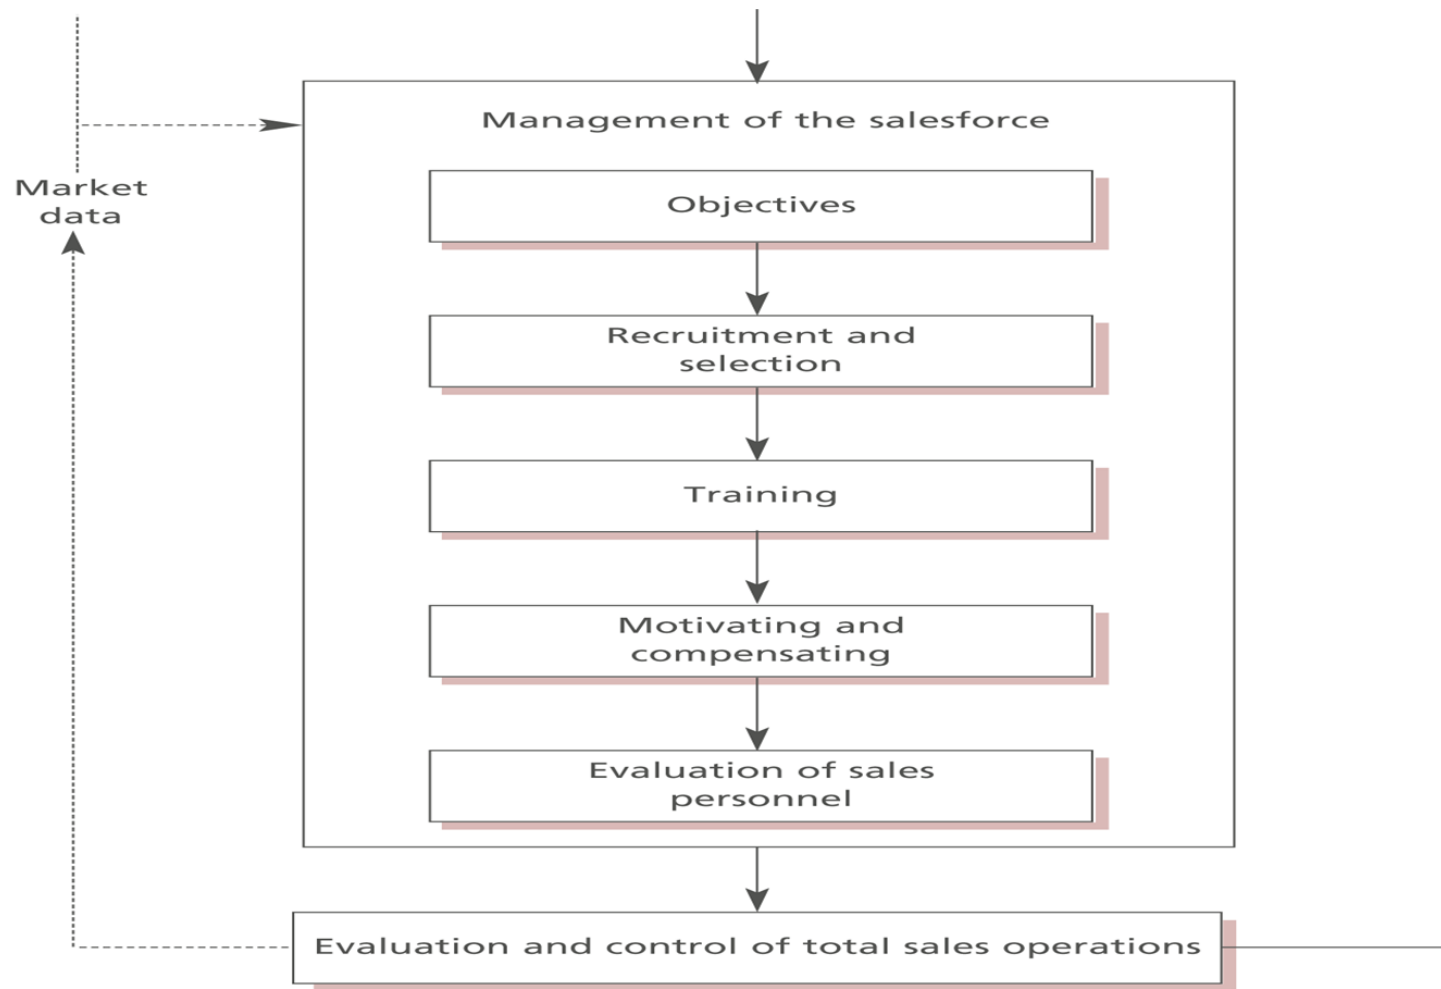 Management of the salesforce
Market
data
Objectives
Recruitment and
selection
Training
Motivating and
compensating
Evaluation of sales
personnel
Evaluation and control of total sales operations